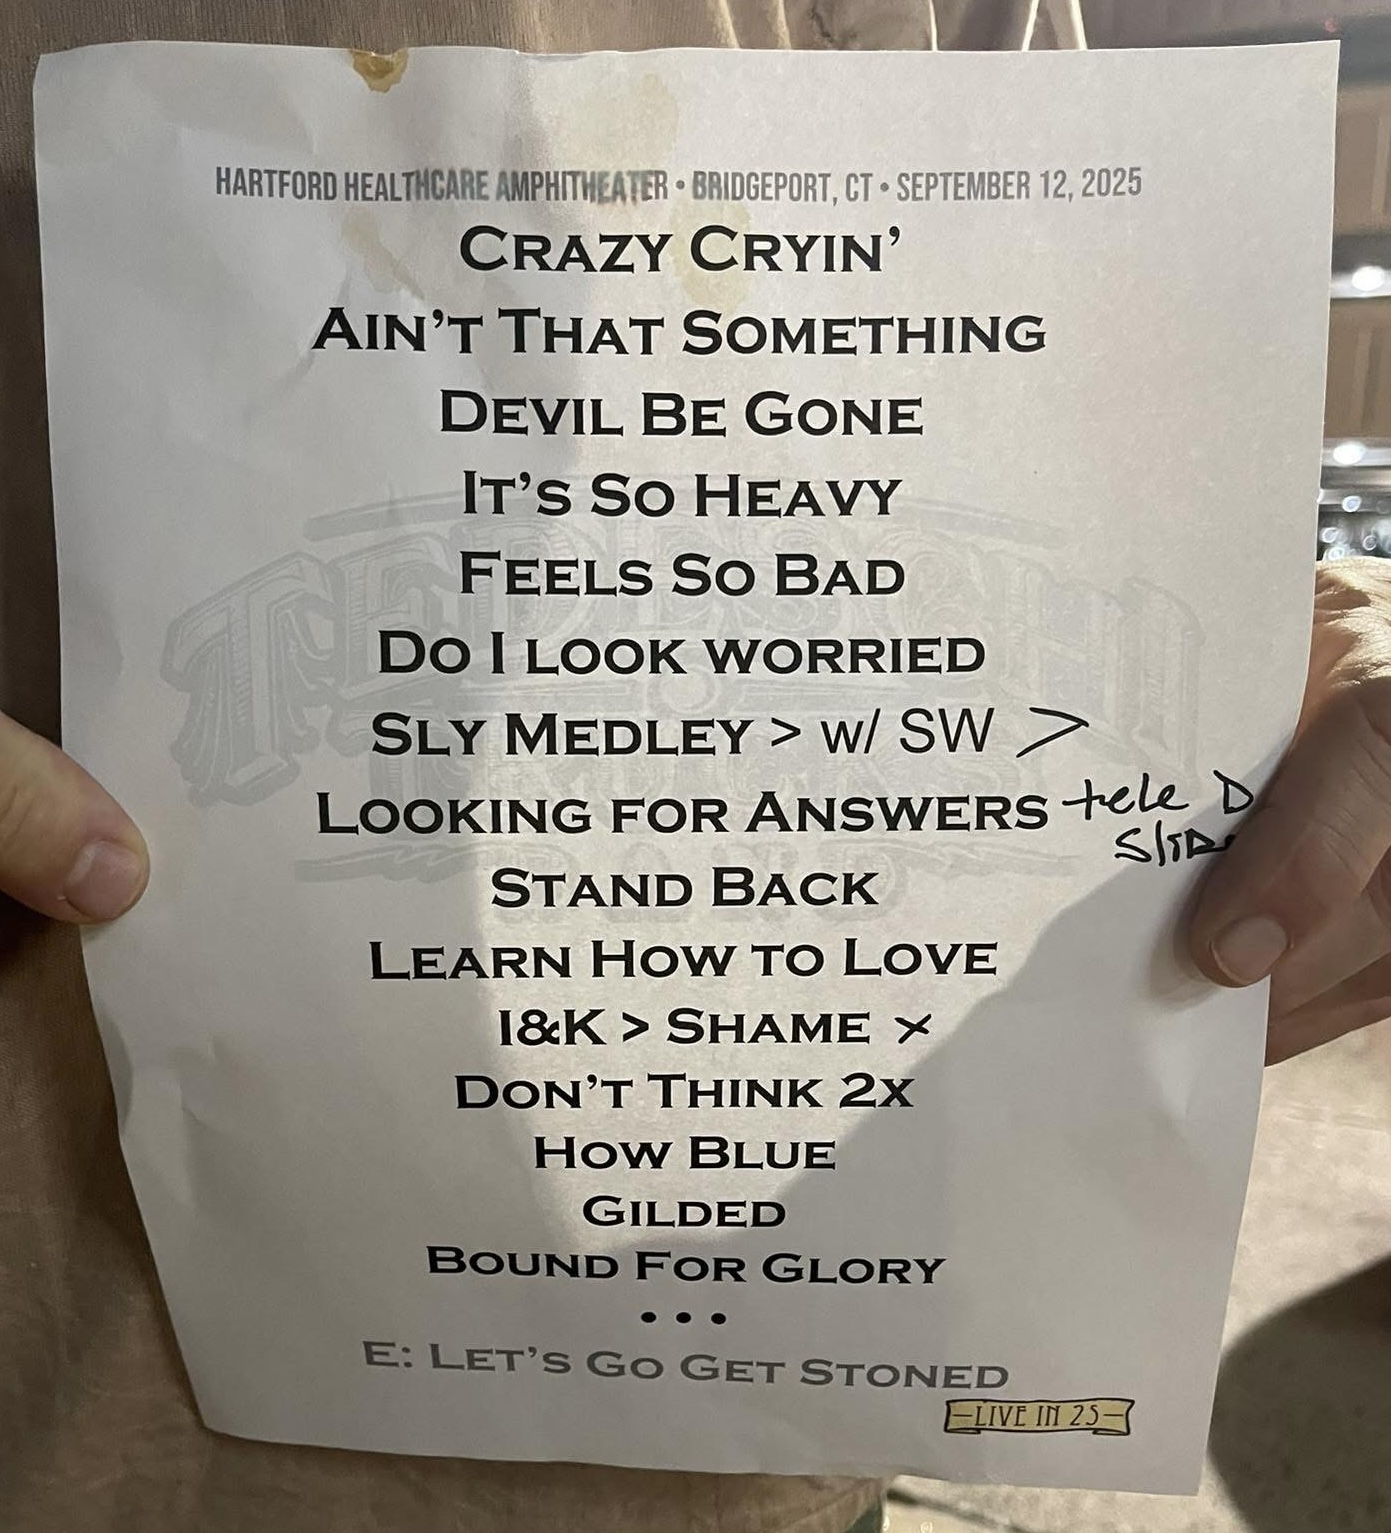 HARTFORD HEALTHCARE AMPHITHEATER • BRIDGEPORT, CT • SEPTEMBER 12, 2025
CRAZY CRYIN’
AIN’T THAT SOMETHING
DEVIL BE GONE
IT’S SO HEAVY
FEELS SO BAD
DO I LOOK WORRIED
SLY MEDLEY > w/ SW >
LOOKING FOR ANSWERS tele D
STAND BACK
LEARN HOW TO LOVE
I&K > SHAME x
DON’T THINK 2X
HOW BLUE
GILDED
BOUND FOR GLORY
• • •
E: LET’S GO GET STONED
–LIVE IN 25–
TEDESCHI
TRUCKS